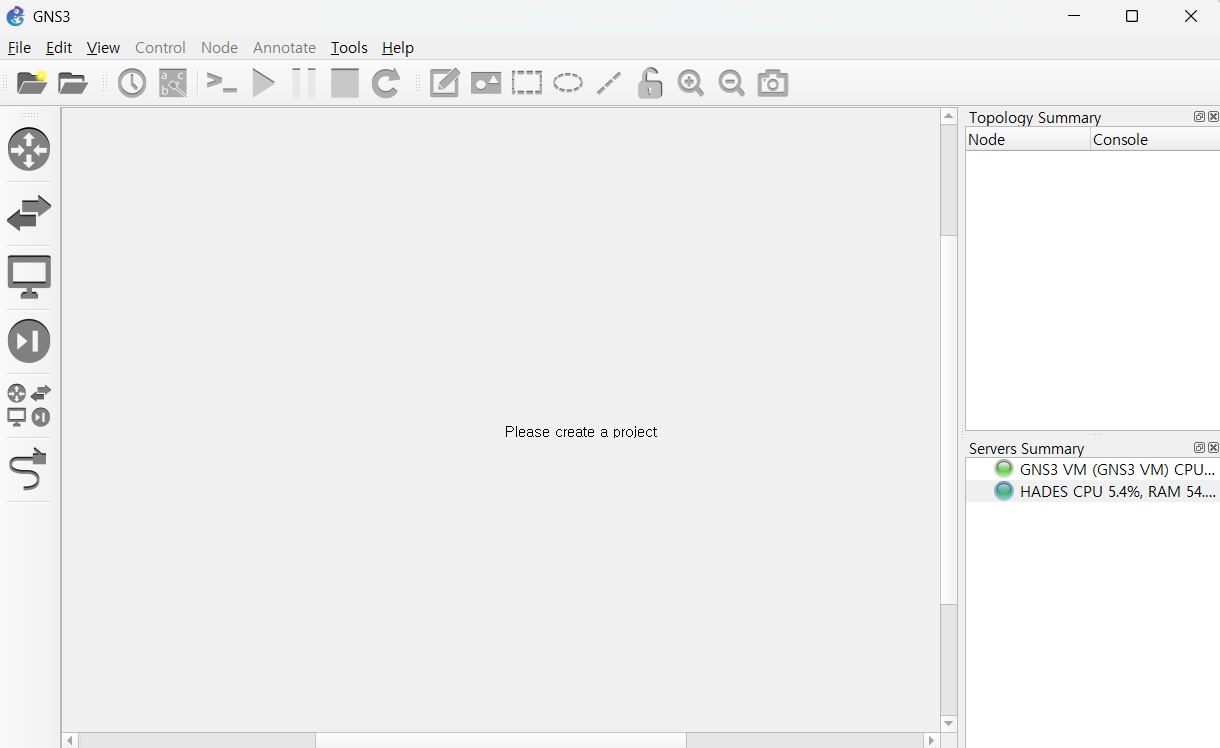 GNS3
File Edit View Control Node Annotate Tools Help
Topology Summary
Node Console
Please create a project
Servers Summary
GNS3 VM (GNS3 VM) CPU...
HADES CPU 5.4%, RAM 54....